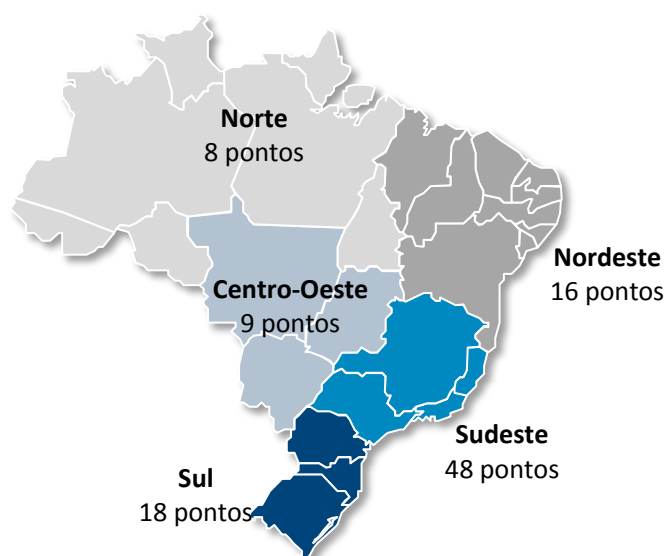 Norte
8 pontos
Nordeste
16 pontos
Centro-Oeste
9 pontos
Sudeste
48 pontos
Sul
18 pontos